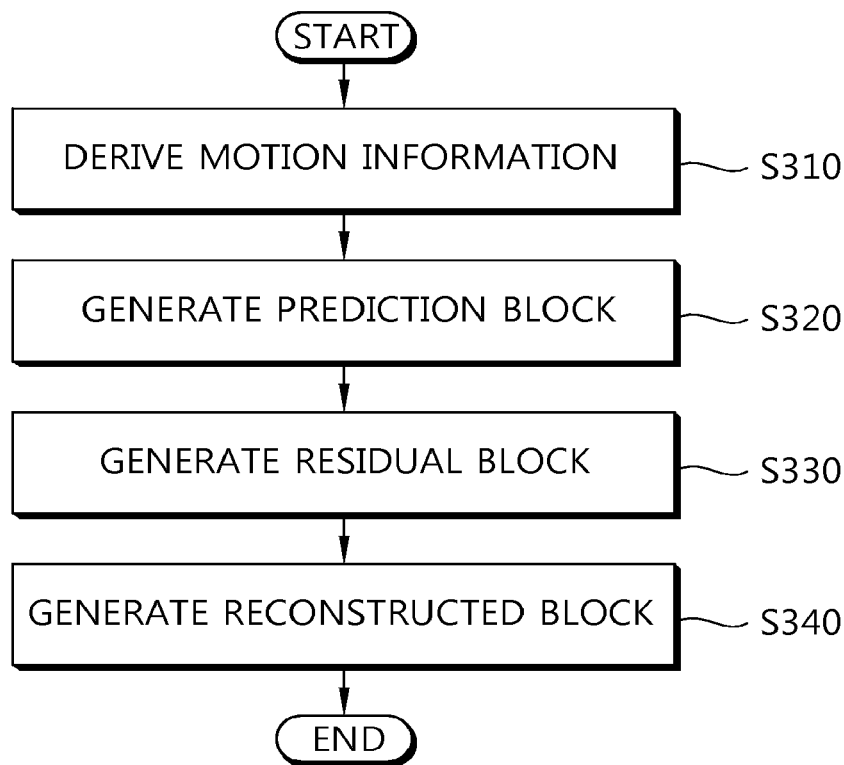 START
DERIVE MOTION INFORMATION
S310
GENERATE PREDICTION BLOCK
S320
GENERATE RESIDUAL BLOCK
S330
GENERATE RECONSTRUCTED BLOCK
S340
END